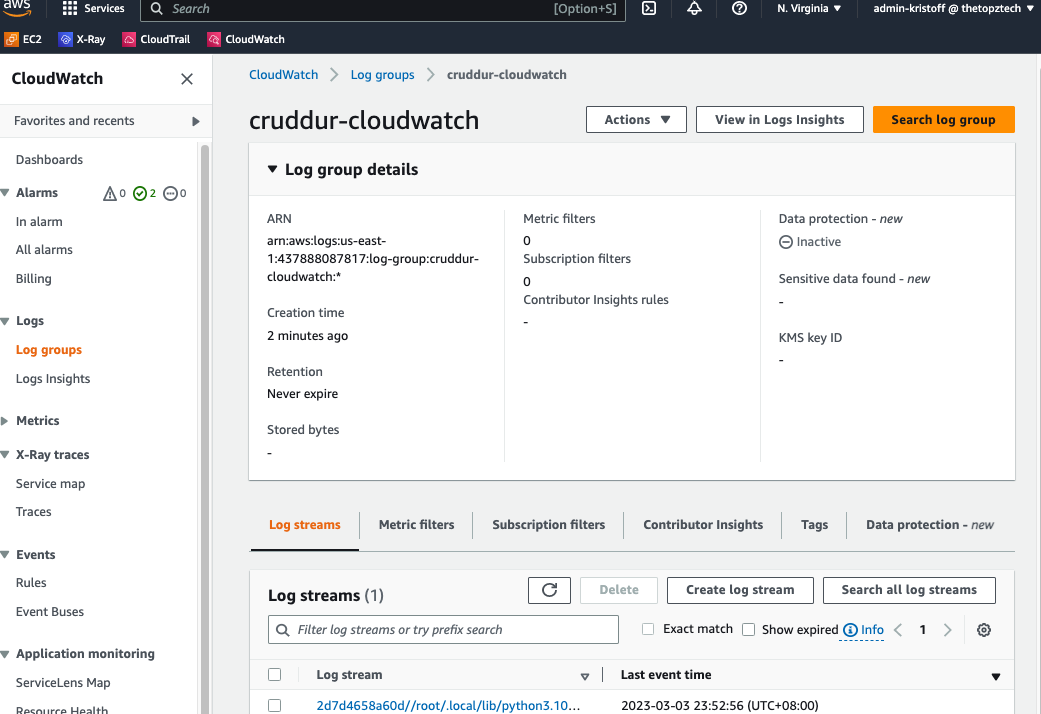 aws
Services
Search
[Option+S]
N. Virginia ▼
admin-kristoff @ thetopztech ▼
EC2
X-Ray
CloudTrail
CloudWatch
CloudWatch
Favorites and recents
Dashboards
Alarms
0
2
0
In alarm
All alarms
Billing
Logs
Log groups
Logs Insights
Metrics
X-Ray traces
Service map
Traces
Events
Rules
Event Buses
Application monitoring
ServiceLens Map
Resource Health
CloudWatch
Log groups
cruddur-cloudwatch
cruddur-cloudwatch
Actions ▼
View in Logs Insights
Search log group
Log group details
ARN
arn:aws:logs:us-east-
1:437888087817:log-group:cruddur-
cloudwatch:*
Creation time
2 minutes ago
Retention
Never expire
Stored bytes
-
Metric filters
0
Subscription filters
0
Contributor Insights rules
-
Data protection - new
Inactive
Sensitive data found - new
-
KMS key ID
-
Log streams
Metric filters
Subscription filters
Contributor Insights
Tags
Data protection - new
Log streams (1)
Delete
Create log stream
Search all log streams
Filter log streams or try prefix search
Exact match
Show expired
Info
1
Log stream
Last event time
2d7d4658a60d//root/.local/lib/python3.10...
2023-03-03 23:52:56 (UTC+08:00)